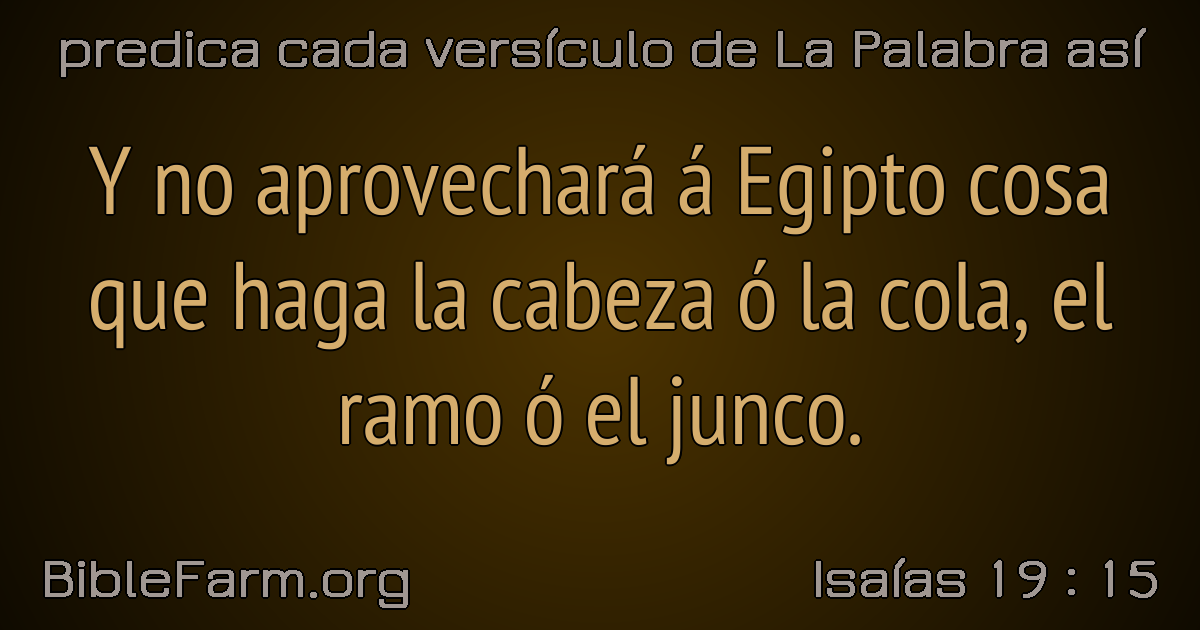 predica cada versículo de La Palabra así
Y no aprovechará á Egipto cosa
que haga la cabeza ó la cola, el
ramo ó el junco.
BibleFarm.org
Isaías 19 : 15